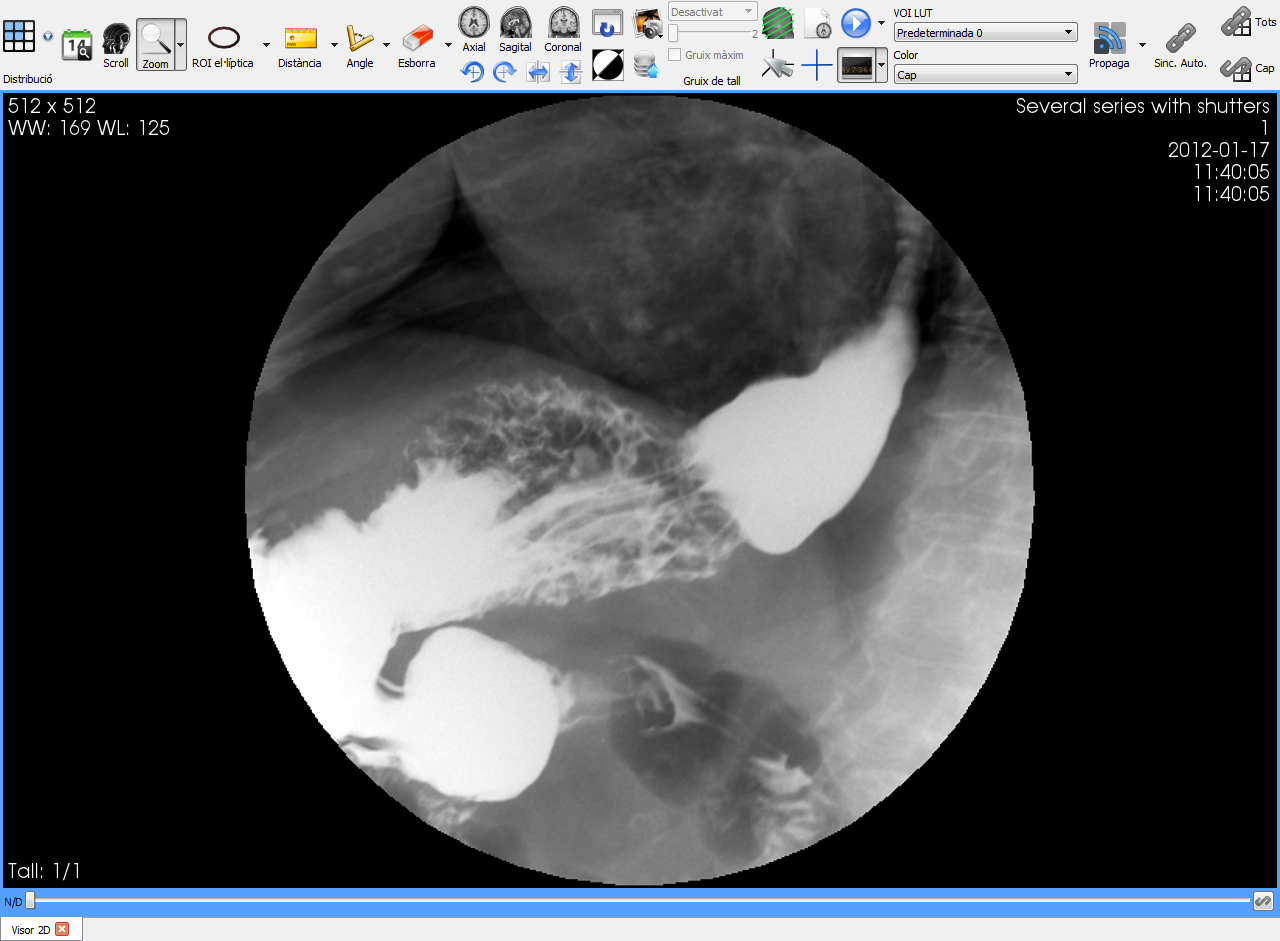 Distribució
14
Scroll
Zoom
ROI el·líptica
Distància
Angle
Esborra
Axial
Sagital
Coronal
Desactivat
2
Gruix màxim
Gruix de tall
VOI LUT
Predeterminada 0
Color
Cap
Propaga
Sinc. Auto.
Tots
Cap
512 x 512
WW: 169 WL: 125
Several series with shutters
1
2012-01-17
11:40:05
11:40:05
Tall: 1/1
N/D
Visor 2D